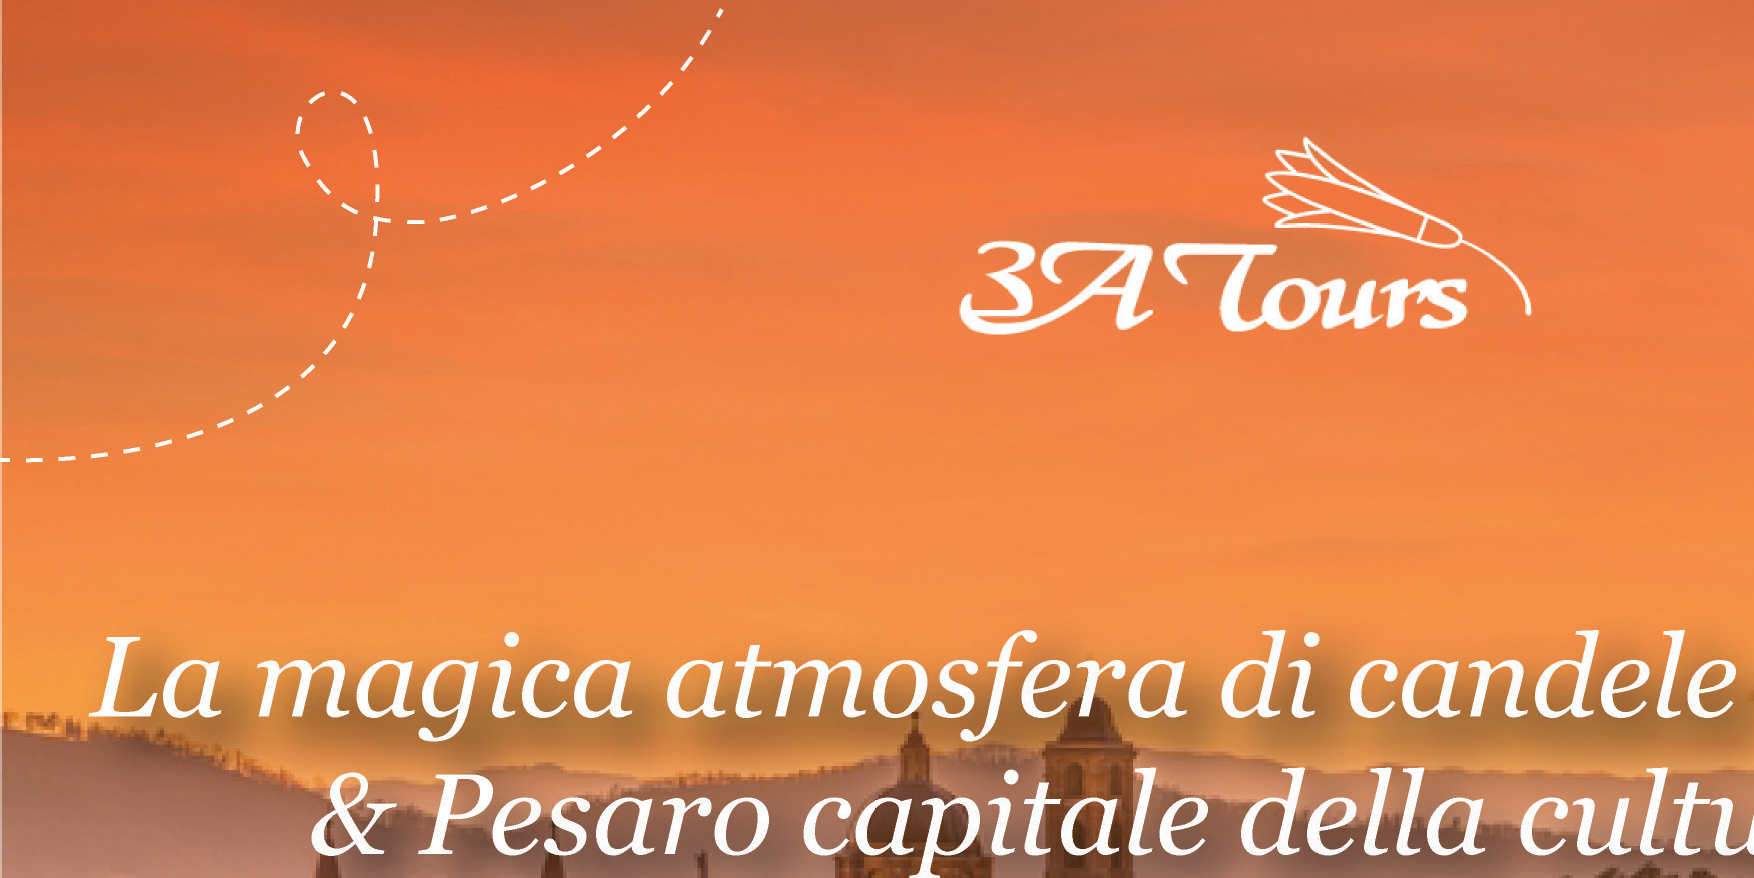 3A Tours
La magica atmosfera di candele
& Pesaro capitale della cultu